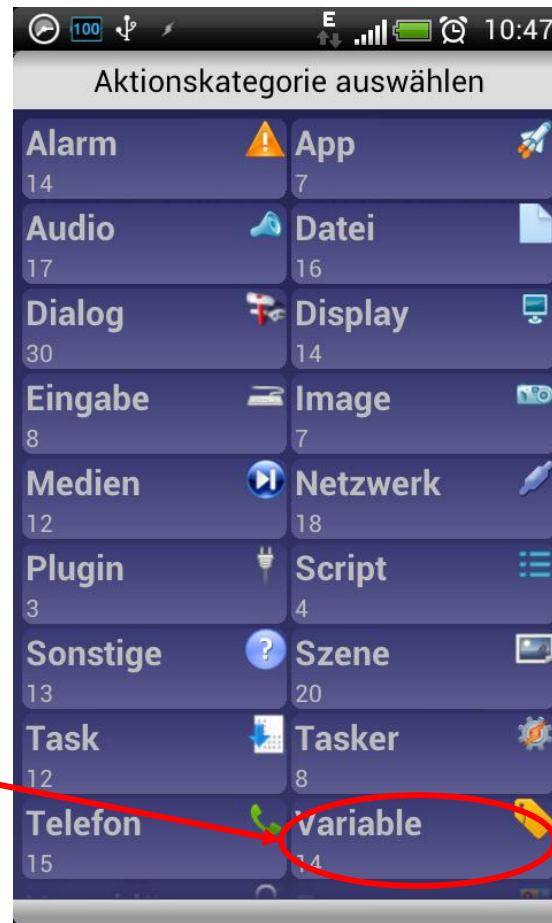 100 E 10:47
Aktionskategorie auswählen
Alarm App
14 7
Audio Datei
17 16
Dialog Display
30 14
Eingabe Image
8 7
Medien Netzwerk
12 18
Plugin Script
3 4
Sonstige Szene
13 20
Task Tasker
12 8
Telefon Variable
15 14